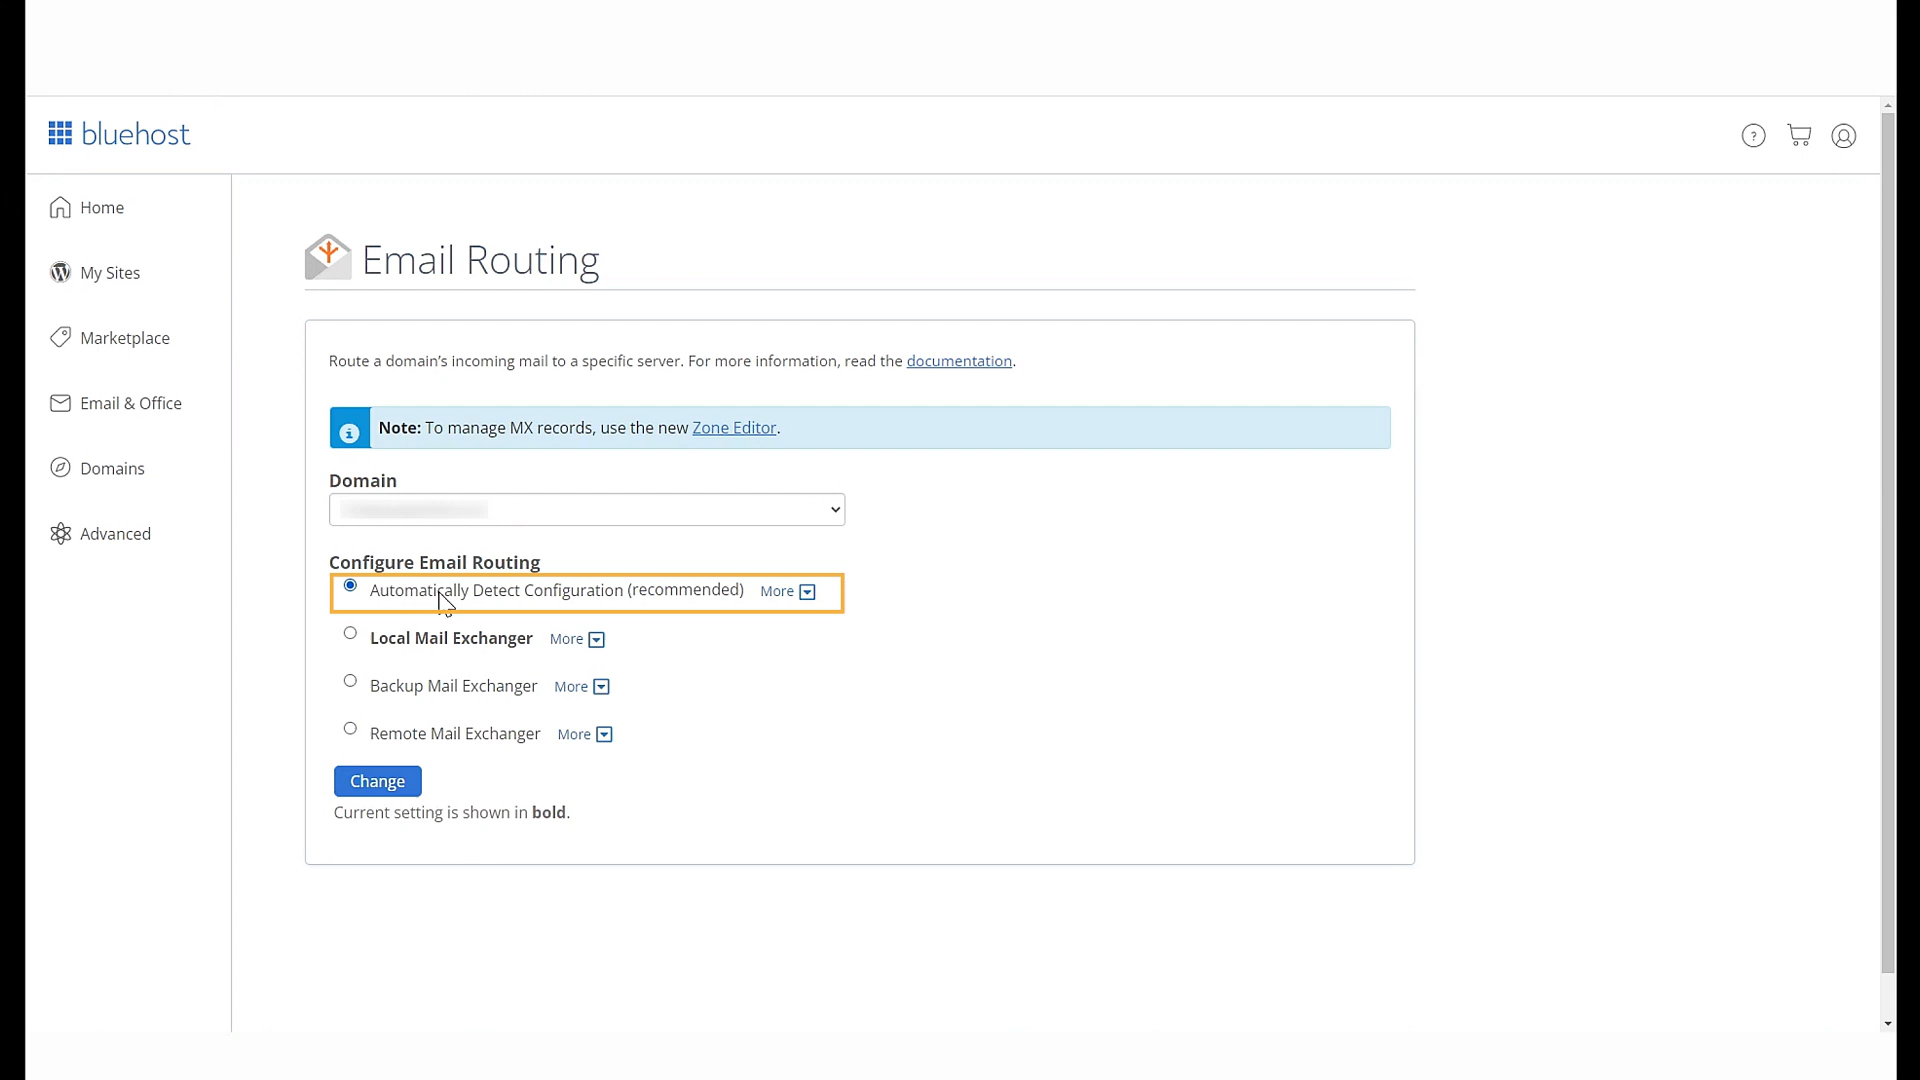 bluehost
?
Home
My Sites
Marketplace
Email & Office
Domains
Advanced
Email Routing
Route a domain’s incoming mail to a specific server. For more information, read the documentation.
Note: To manage MX records, use the new Zone Editor.
Domain
Configure Email Routing
Automatically Detect Configuration (recommended) More
Local Mail Exchanger More
Backup Mail Exchanger More
Remote Mail Exchanger More
Change
Current setting is shown in bold.